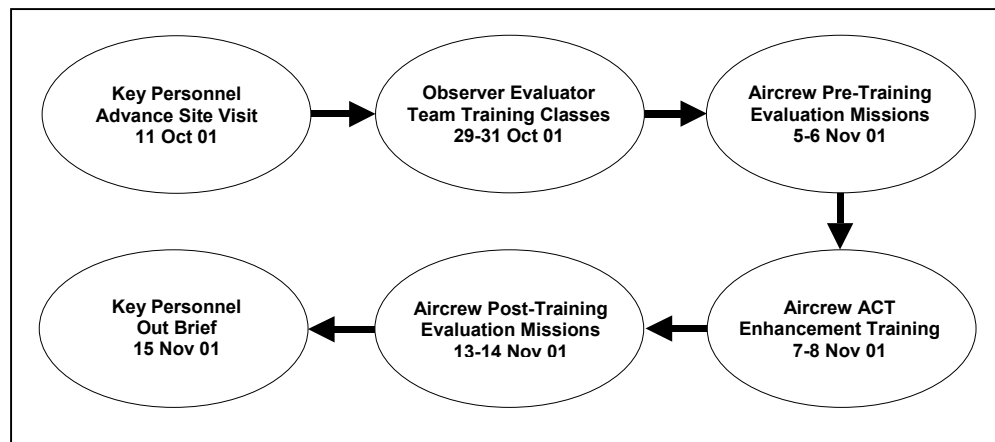 Key Personnel
Advance Site Visit
11 Oct 01
Observer Evaluator
Team Training Classes
29-31 Oct 01
Aircrew Pre-Training
Evaluation Missions
5-6 Nov 01
Aircrew ACT
Enhancement Training
7-8 Nov 01
Aircrew Post-Training
Evaluation Missions
13-14 Nov 01
Key Personnel
Out Brief
15 Nov 01